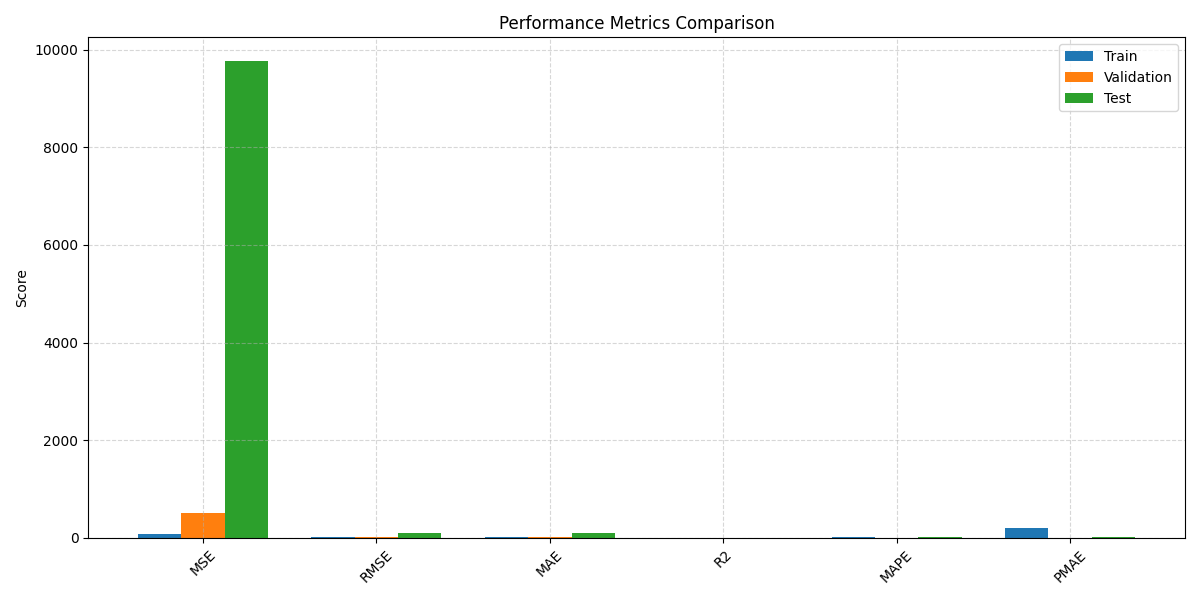 Performance Metrics Comparison
Train
Validation
Test
Score
10000
8000
6000
4000
2000
0
MSE
RMSE
MAE
R2
MAPE
PMAE